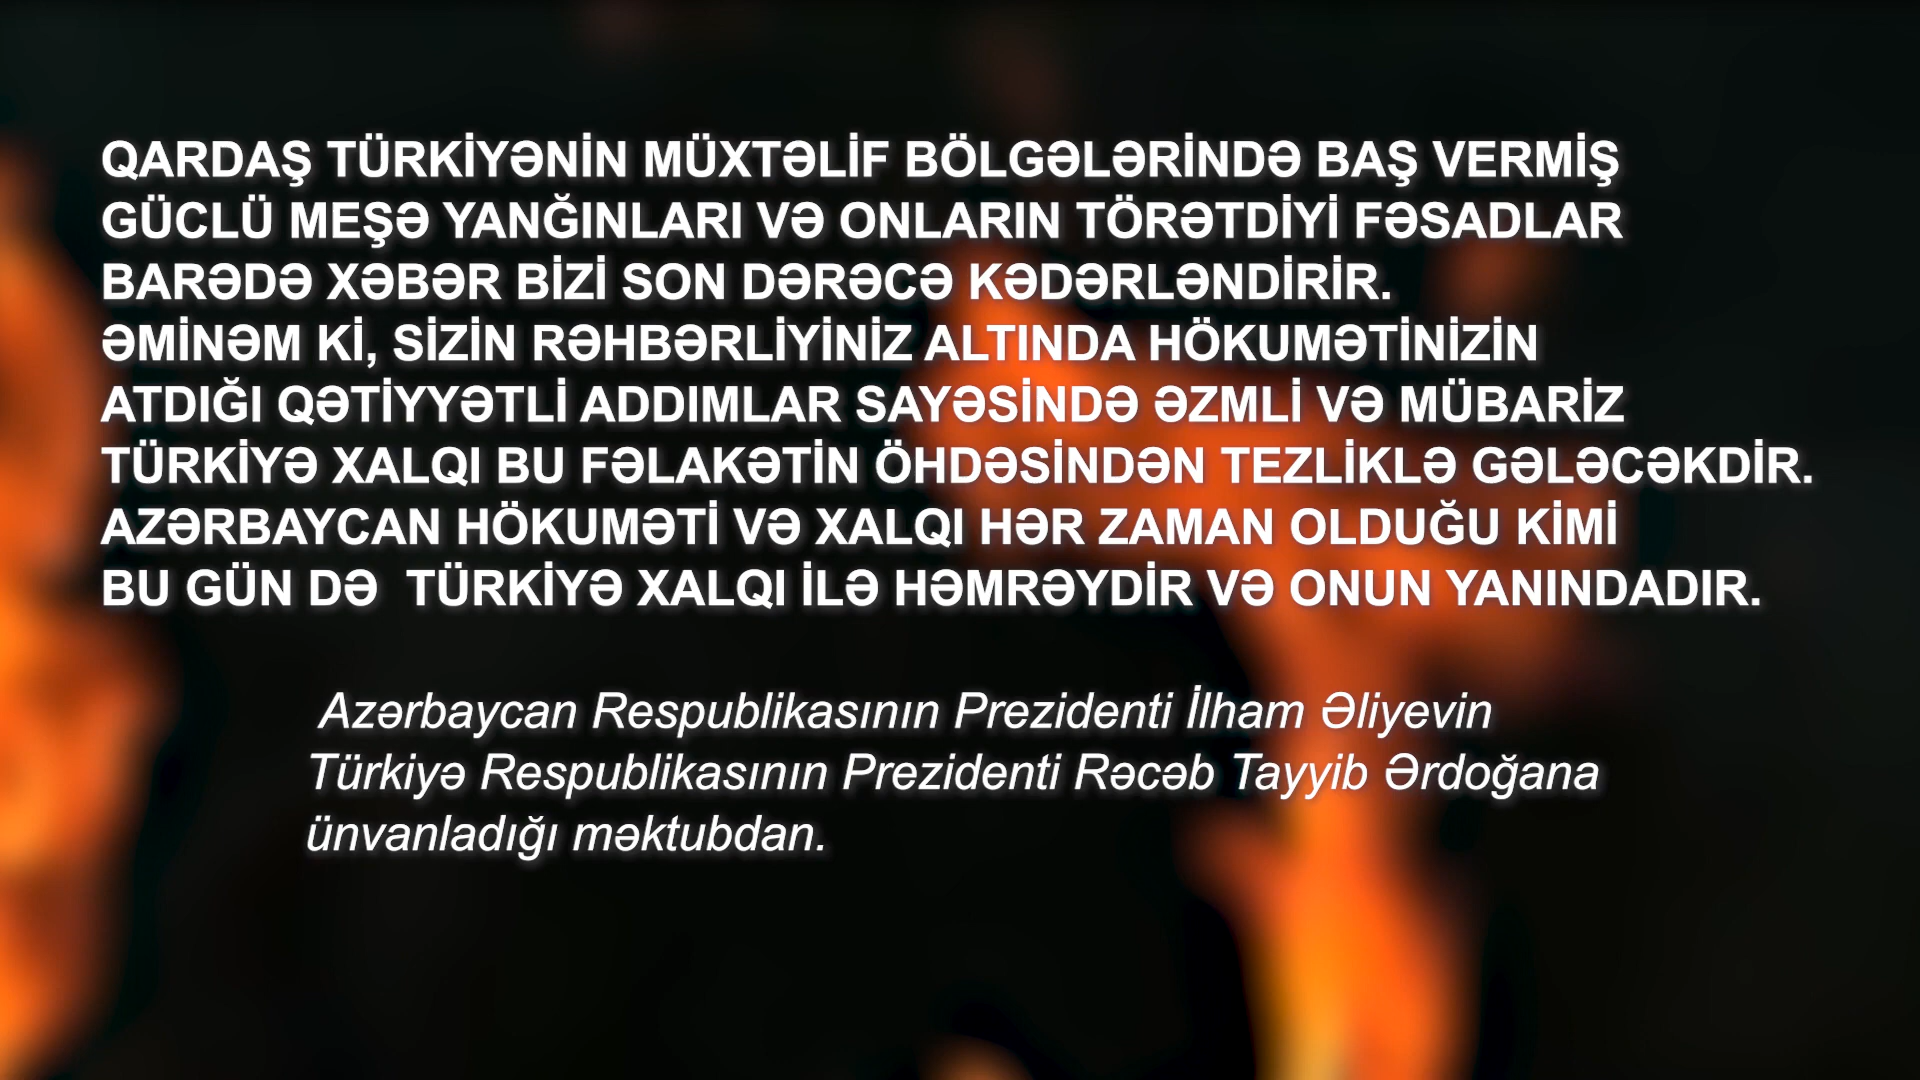 QARDAŞ TÜRKİYƏNİN MÜXTƏLİF BÖLGƏLƏRİNDƏ BAŞ VERMİŞ
GÜCLÜ MEŞƏ YANĞINLARI VƏ ONLARIN TÖRƏTDİYİ FƏSADLAR
BARƏDƏ XƏBƏR BİZİ SON DƏRƏCƏ KƏDƏRLƏNDİRİR.
ƏMİNƏM Kİ, SİZİN RƏHBƏRLİYİNİZ ALTINDA HÖKUMƏTİNİZİN
ATDIĞI QƏTİYYƏTLİ ADDIMLAR SAYƏSİNDƏ ƏZMLİ VƏ MÜBARİZ
TÜRKİYƏ XALQI BU FƏLAKƏTİN ÖHDƏSİNDƏN TEZLİKLƏ GƏLƏCƏKDİR.
AZƏRBAYCAN HÖKUMƏTİ VƏ XALQI HƏR ZAMAN OLDUĞU KİMİ
BU GÜN DƏ TÜRKİYƏ XALQI İLƏ HƏMRƏYDİR VƏ ONUN YANINDADIR.
Azərbaycan Respublikasının Prezidenti İlham Əliyevin
Türkiyə Respublikasının Prezidenti Rəcəb Tayyib Ərdoğana
ünvanladığı məktubdan.